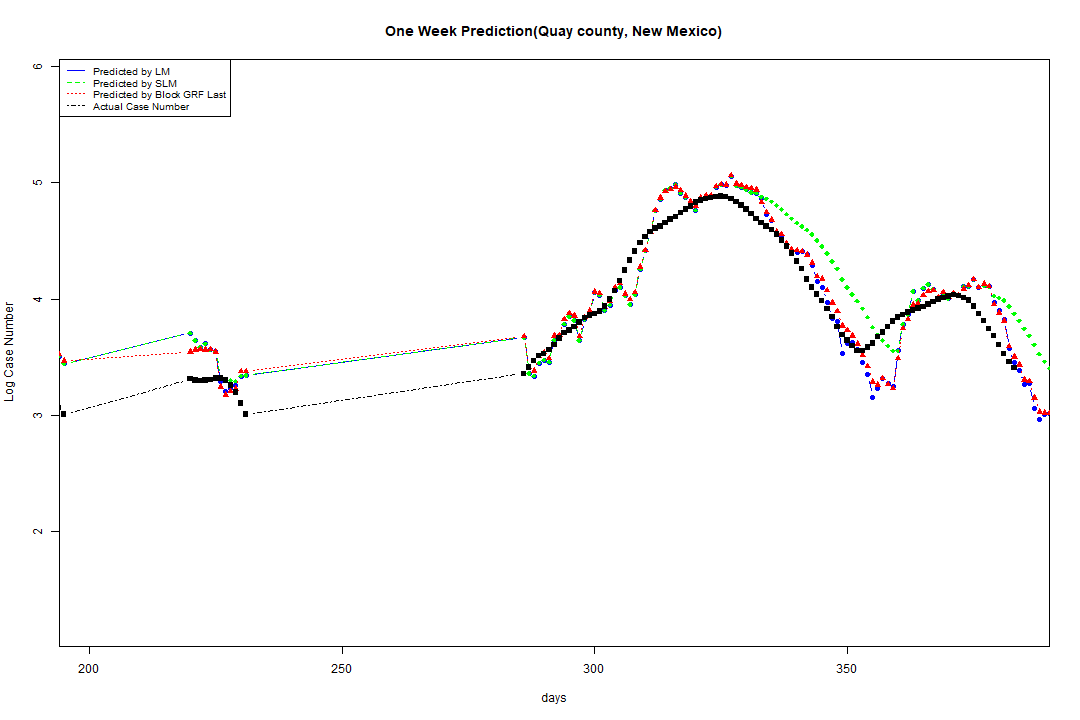 One Week Prediction(Quay county, New Mexico)
Predicted by LM
Predicted by SLM
Predicted by Block GRF Last
Actual Case Number
Log Case Number
6
5
4
3
2
200
250
300
350
days